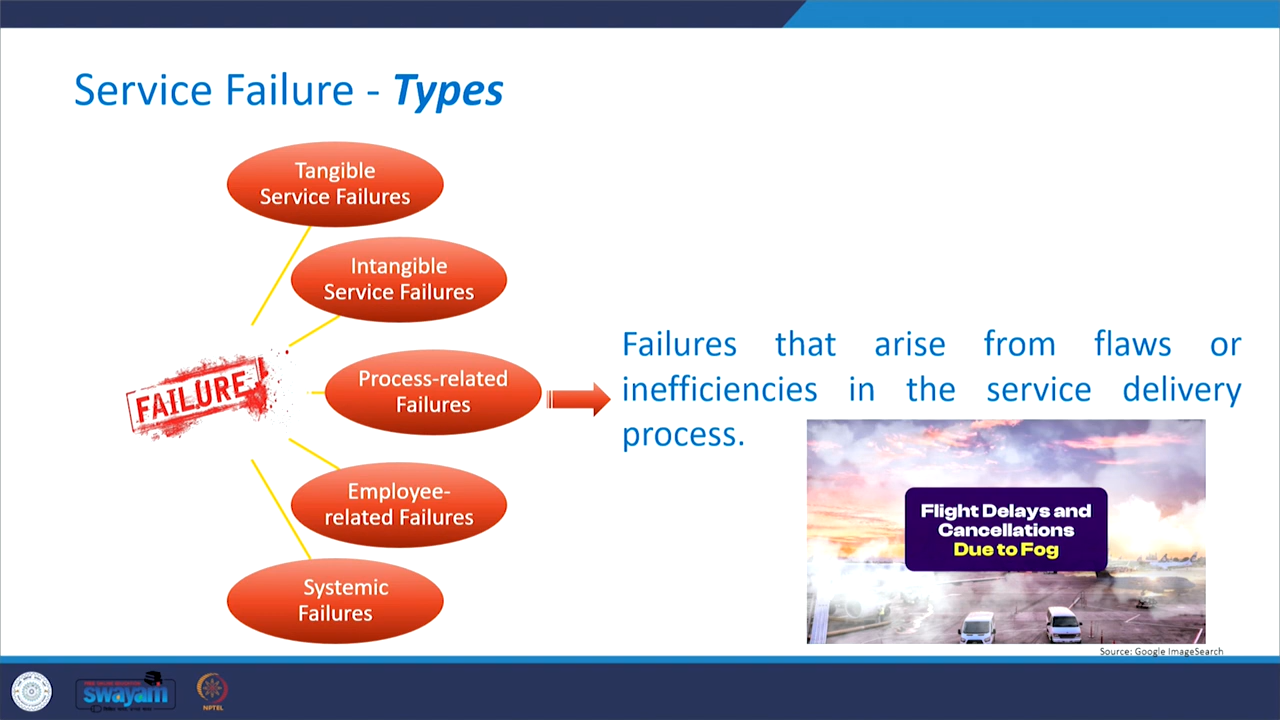 Service Failure - Types
Tangible
Service Failures
Intangible
Service Failures
FAILURE
Process-related
Failures
Employee-
related Failures
Systemic
Failures
Failures that arise from flaws or
inefficiencies in the service delivery
process.
Flight Delays and
Cancellations
Due to Fog
Source: Google ImageSearch
swayam
NPTEL